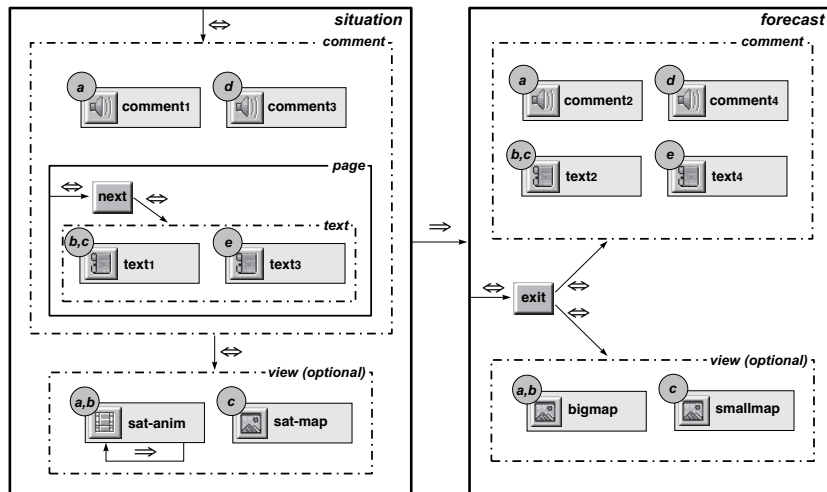 situation
⇔
comment
a
comment1
d
comment3
page
⇔
next
⇔
text
b,c
text1
e
text3
⇔
view (optional)
a,b
sat-anim
⇒
c
sat-map
⇒
forecast
comment
a
comment2
d
comment4
b,c
text2
e
text4
⇔
exit
⇔
⇔
view (optional)
a,b
bigmap
c
smallmap